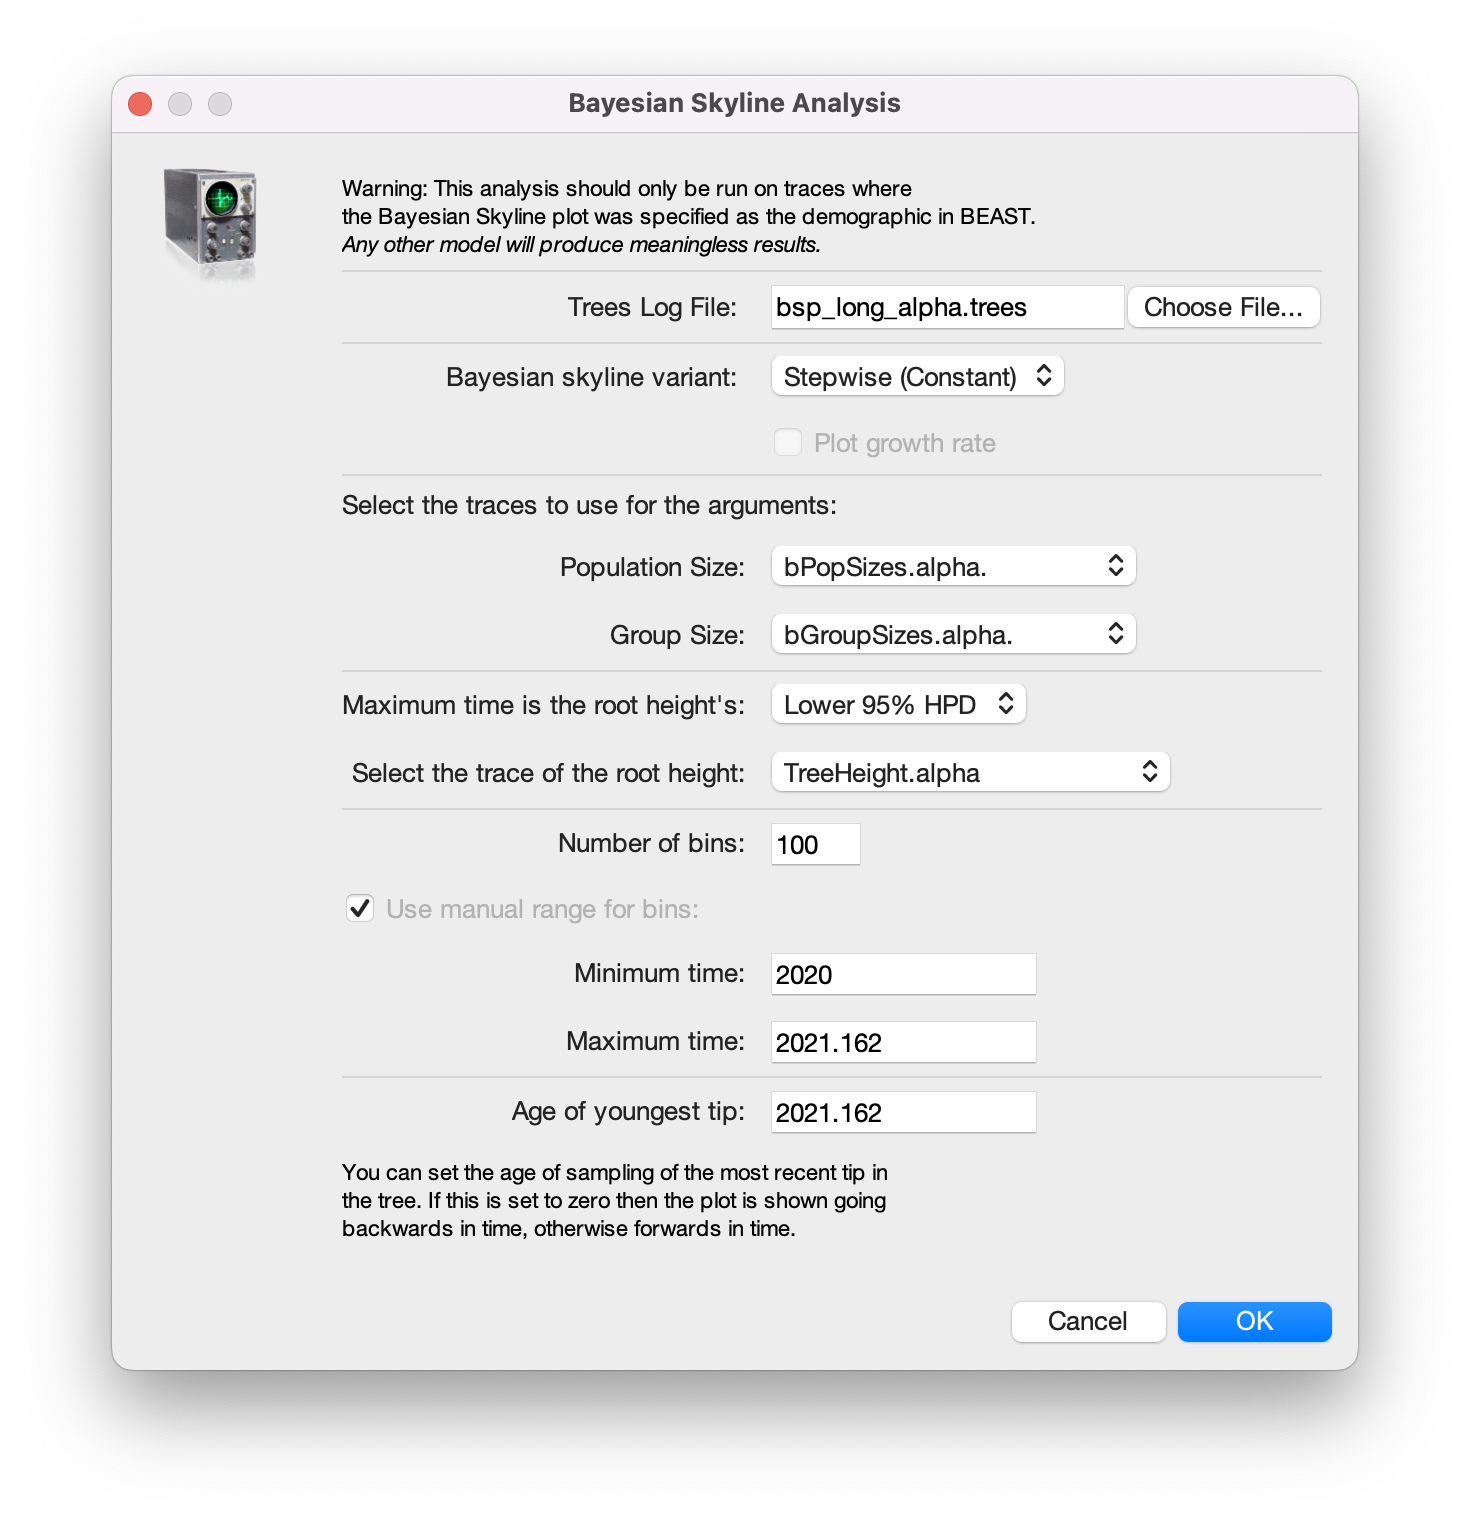 Bayesian Skyline Analysis
Warning: This analysis should only be run on traces where
the Bayesian Skyline plot was specified as the demographic in BEAST.
Any other model will produce meaningless results.
Trees Log File: bsp_long_alpha.trees Choose File...
Bayesian skyline variant: Stepwise (Constant)
Plot growth rate
Select the traces to use for the arguments:
Population Size: bPopSizes.alpha.
Group Size: bGroupSizes.alpha.
Maximum time is the root height's: Lower 95% HPD
Select the trace of the root height: TreeHeight.alpha
Number of bins: 100
Use manual range for bins:
Minimum time: 2020
Maximum time: 2021.162
Age of youngest tip: 2021.162
You can set the age of sampling of the most recent tip in
the tree. If this is set to zero then the plot is shown going
backwards in time, otherwise forwards in time.
Cancel OK